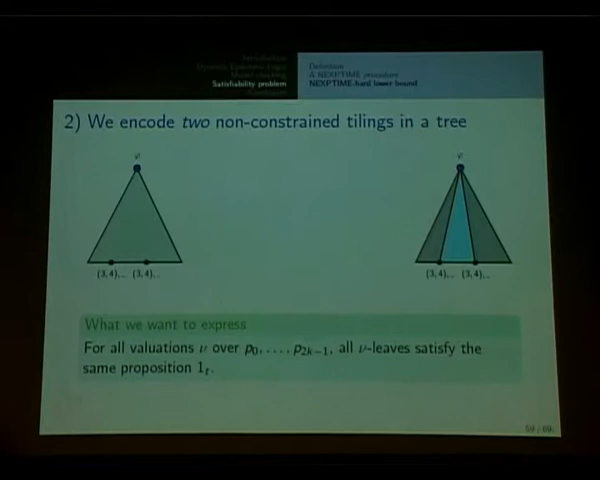 Introduction
Dynamic Epistemic Logic
Model checking
Satisfiability problem
Conclusion
Definition
A NEXPTIME procedure
NEXPTIME-hard lower bound
2) We encode two non-constrained tilings in a tree
ν
ν
(3, 4),.. (3, 4),..
(3, 4),.. (3, 4),..
What we want to express
For all valuations ν over p₀, . . . , p₂ₖ₋₁, all ν-leaves satisfy the
same proposition 1ₜ.
59 / 69